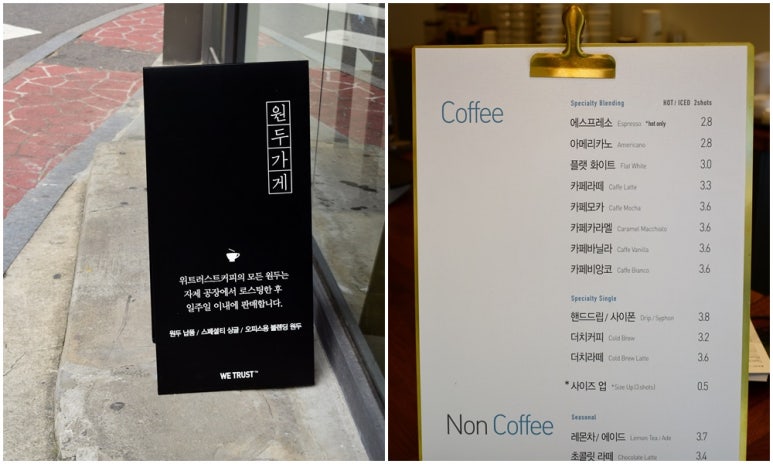 원두가게
위트러스트커피의 모든 원두는
자체 공장에서 로스팅한 후
일주일 이내에 판매합니다.
원두 납품 / 스페셜티 싱글 / 오피스용 블렌딩 원두
WE TRUST™
Coffee
Specialty Blending HOT / ICED 2shots
에스프레소 Espresso *hot only 2.8
아메리카노 Americano 2.8
플랫 화이트 Flat White 3.0
카페라떼 Caffe Latte 3.3
카페모카 Caffe Mocha 3.6
카페카라멜 Caramel Macchiato 3.6
카페바닐라 Caffe Vanilla 3.6
카페비앙코 Caffe Bianco 3.6
Specialty Single
핸드드립 / 사이폰 Drip / Syphon 3.8
더치커피 Cold Brew 3.2
더치라떼 Cold Brew Latte 3.6
* 사이즈 업 *Size Up(3shots) 0.5
Non Coffee
Seasonal
레몬차 / 에이드 Lemon Tea / Ade 3.7
초콜릿 라떼 Chocolate Latte 3.4